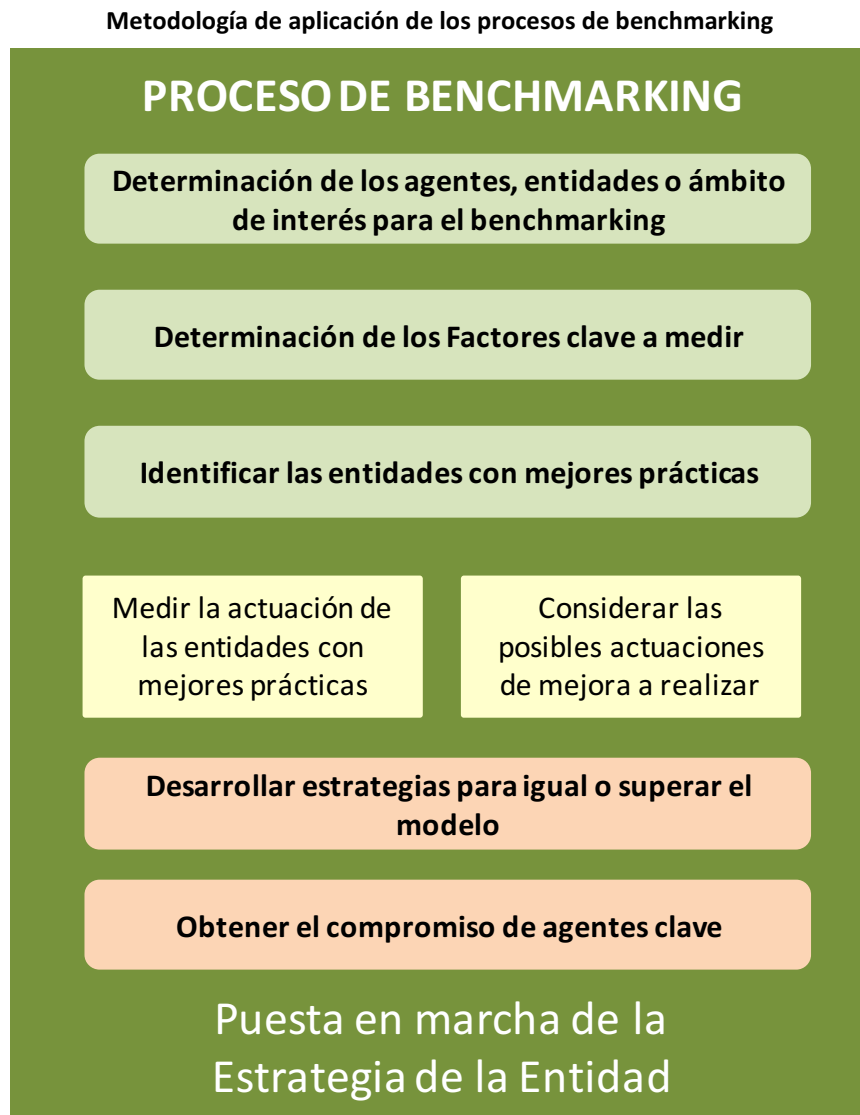 Metodología de aplicación de los procesos de benchmarking
PROCESO DE BENCHMARKING
Determinación de los agentes, entidades o ámbito
de interés para el benchmarking
Determinación de los Factores clave a medir
Identificar las entidades con mejores prácticas
Medir la actuación de
las entidades con
mejores prácticas
Considerar las
posibles actuaciones
de mejora a realizar
Desarrollar estrategias para igual o superar el
modelo
Obtener el compromiso de agentes clave
Puesta en marcha de la
Estrategia de la Entidad